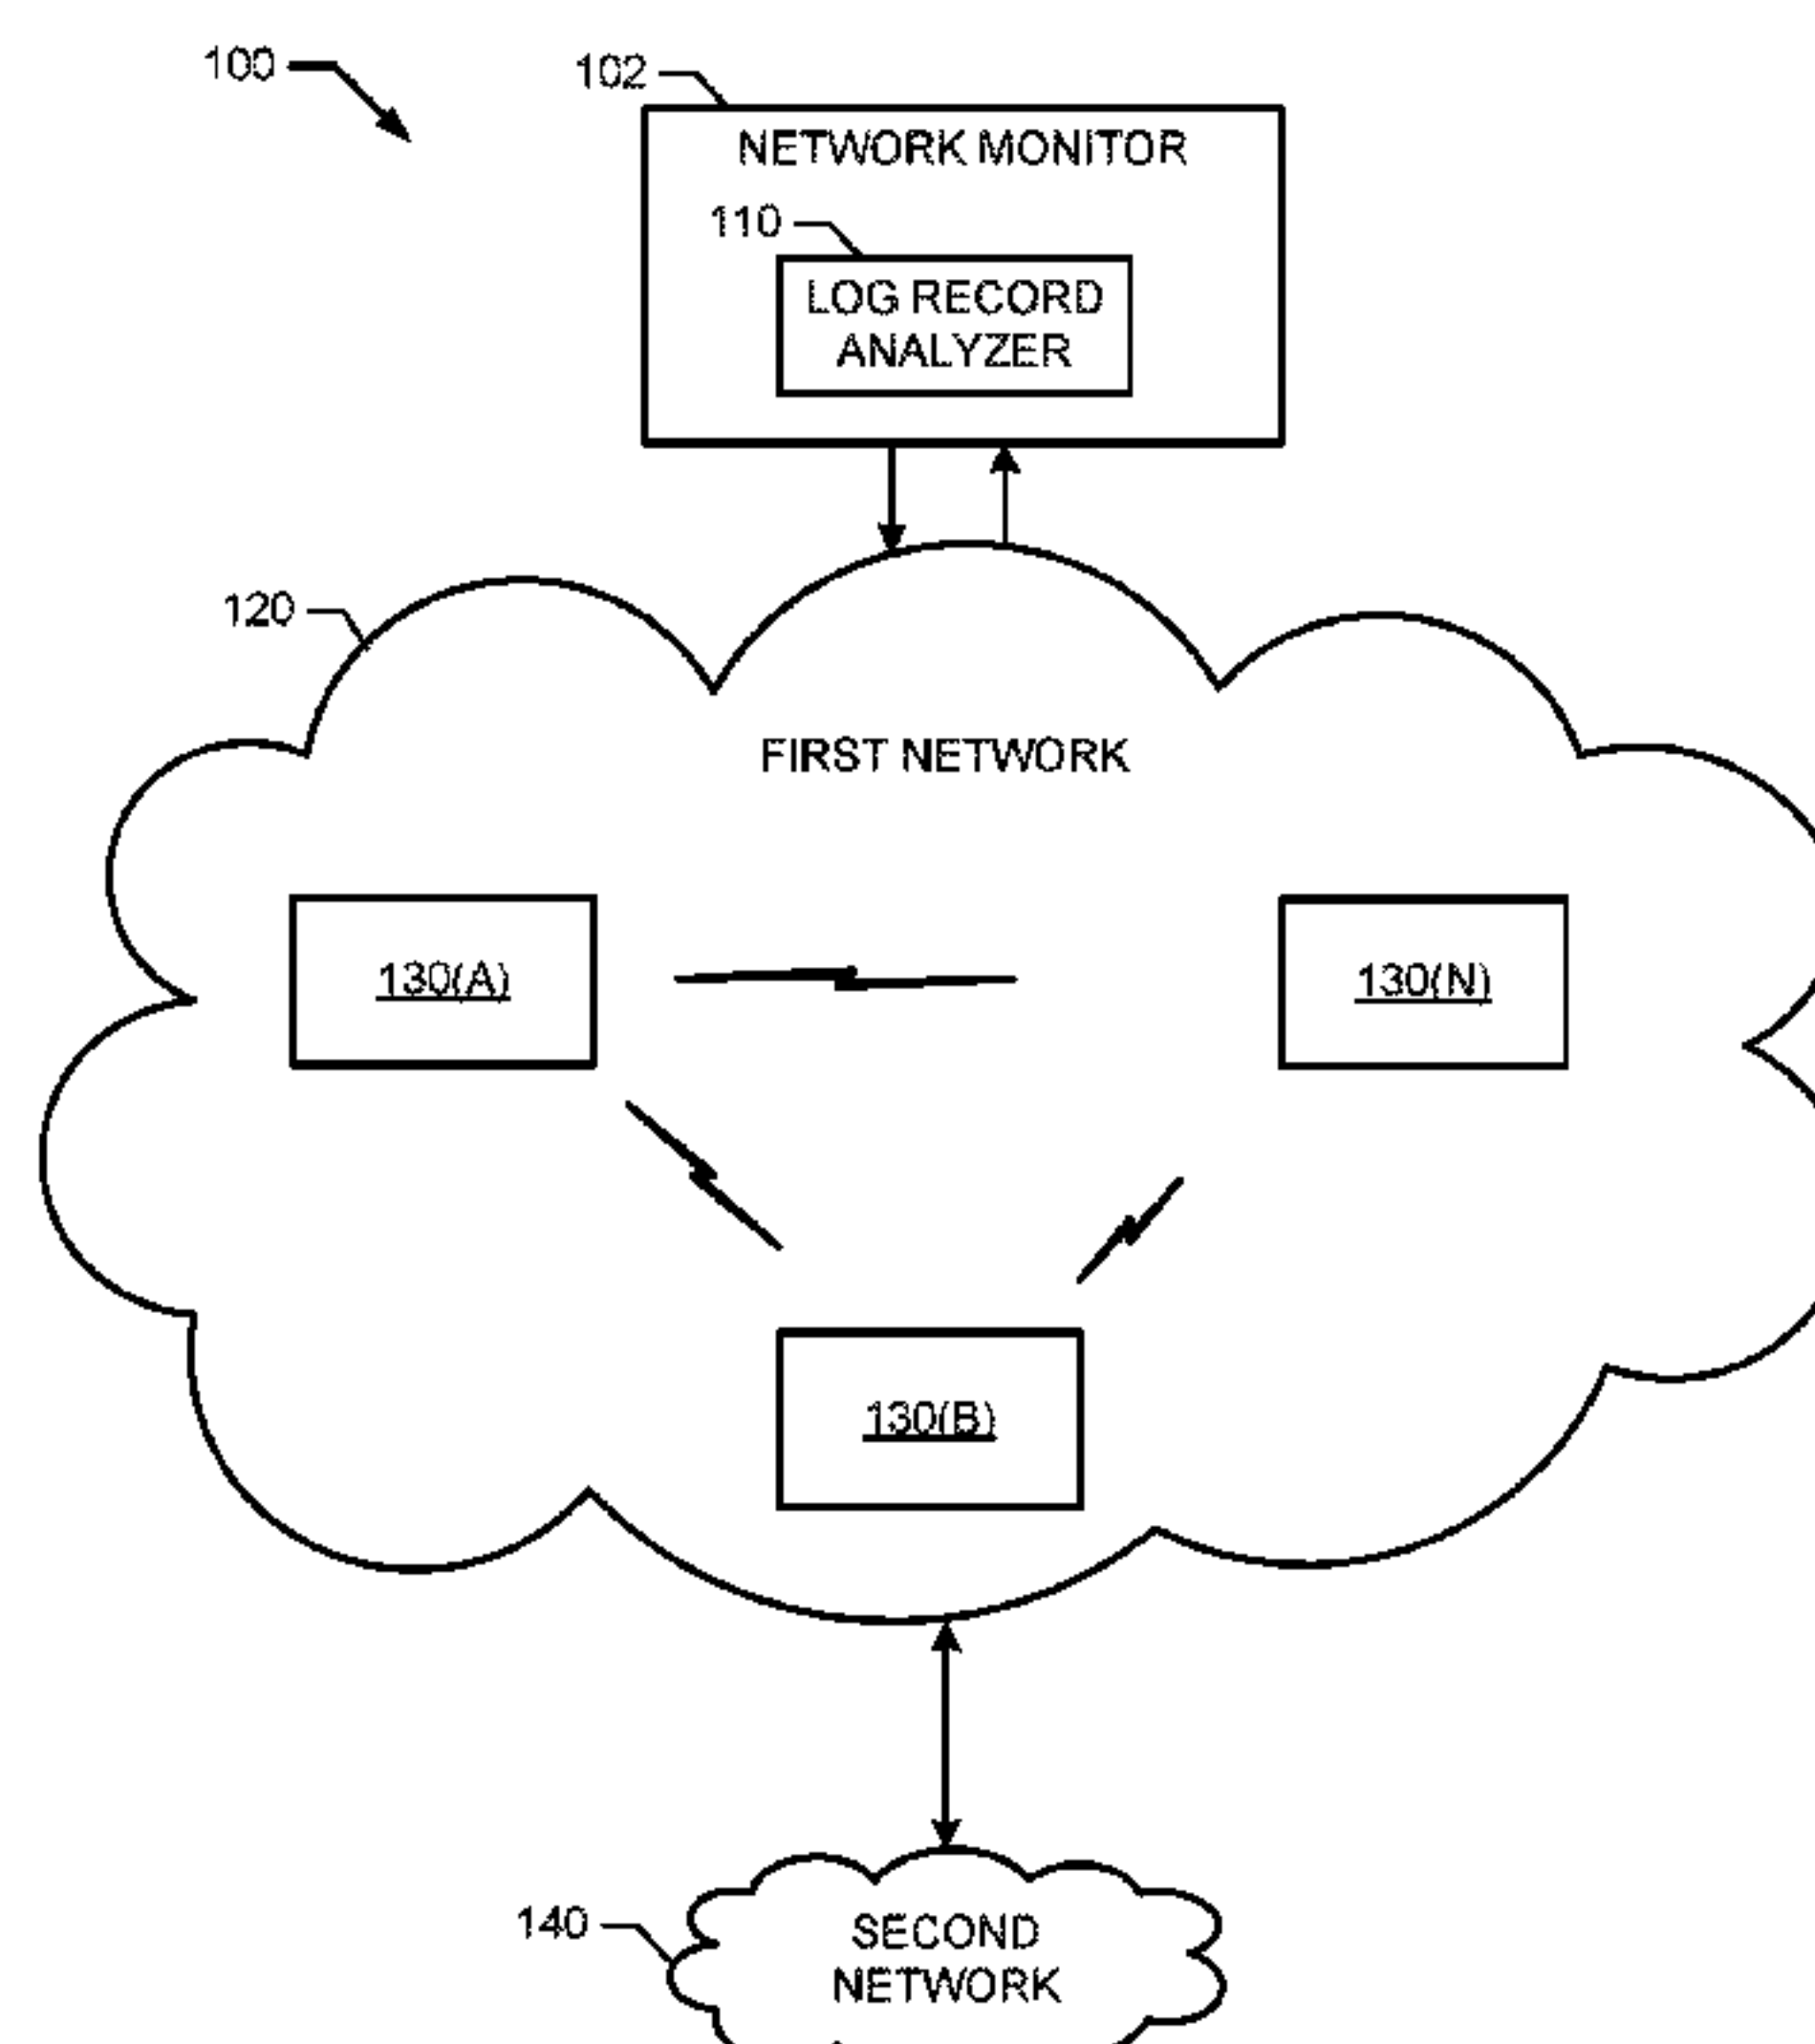 100
102
NETWORK MONITOR
110
LOG RECORD
ANALYZER
120
FIRST NETWORK
130(A)
130(N)
130(B)
140
SECOND
NETWORK